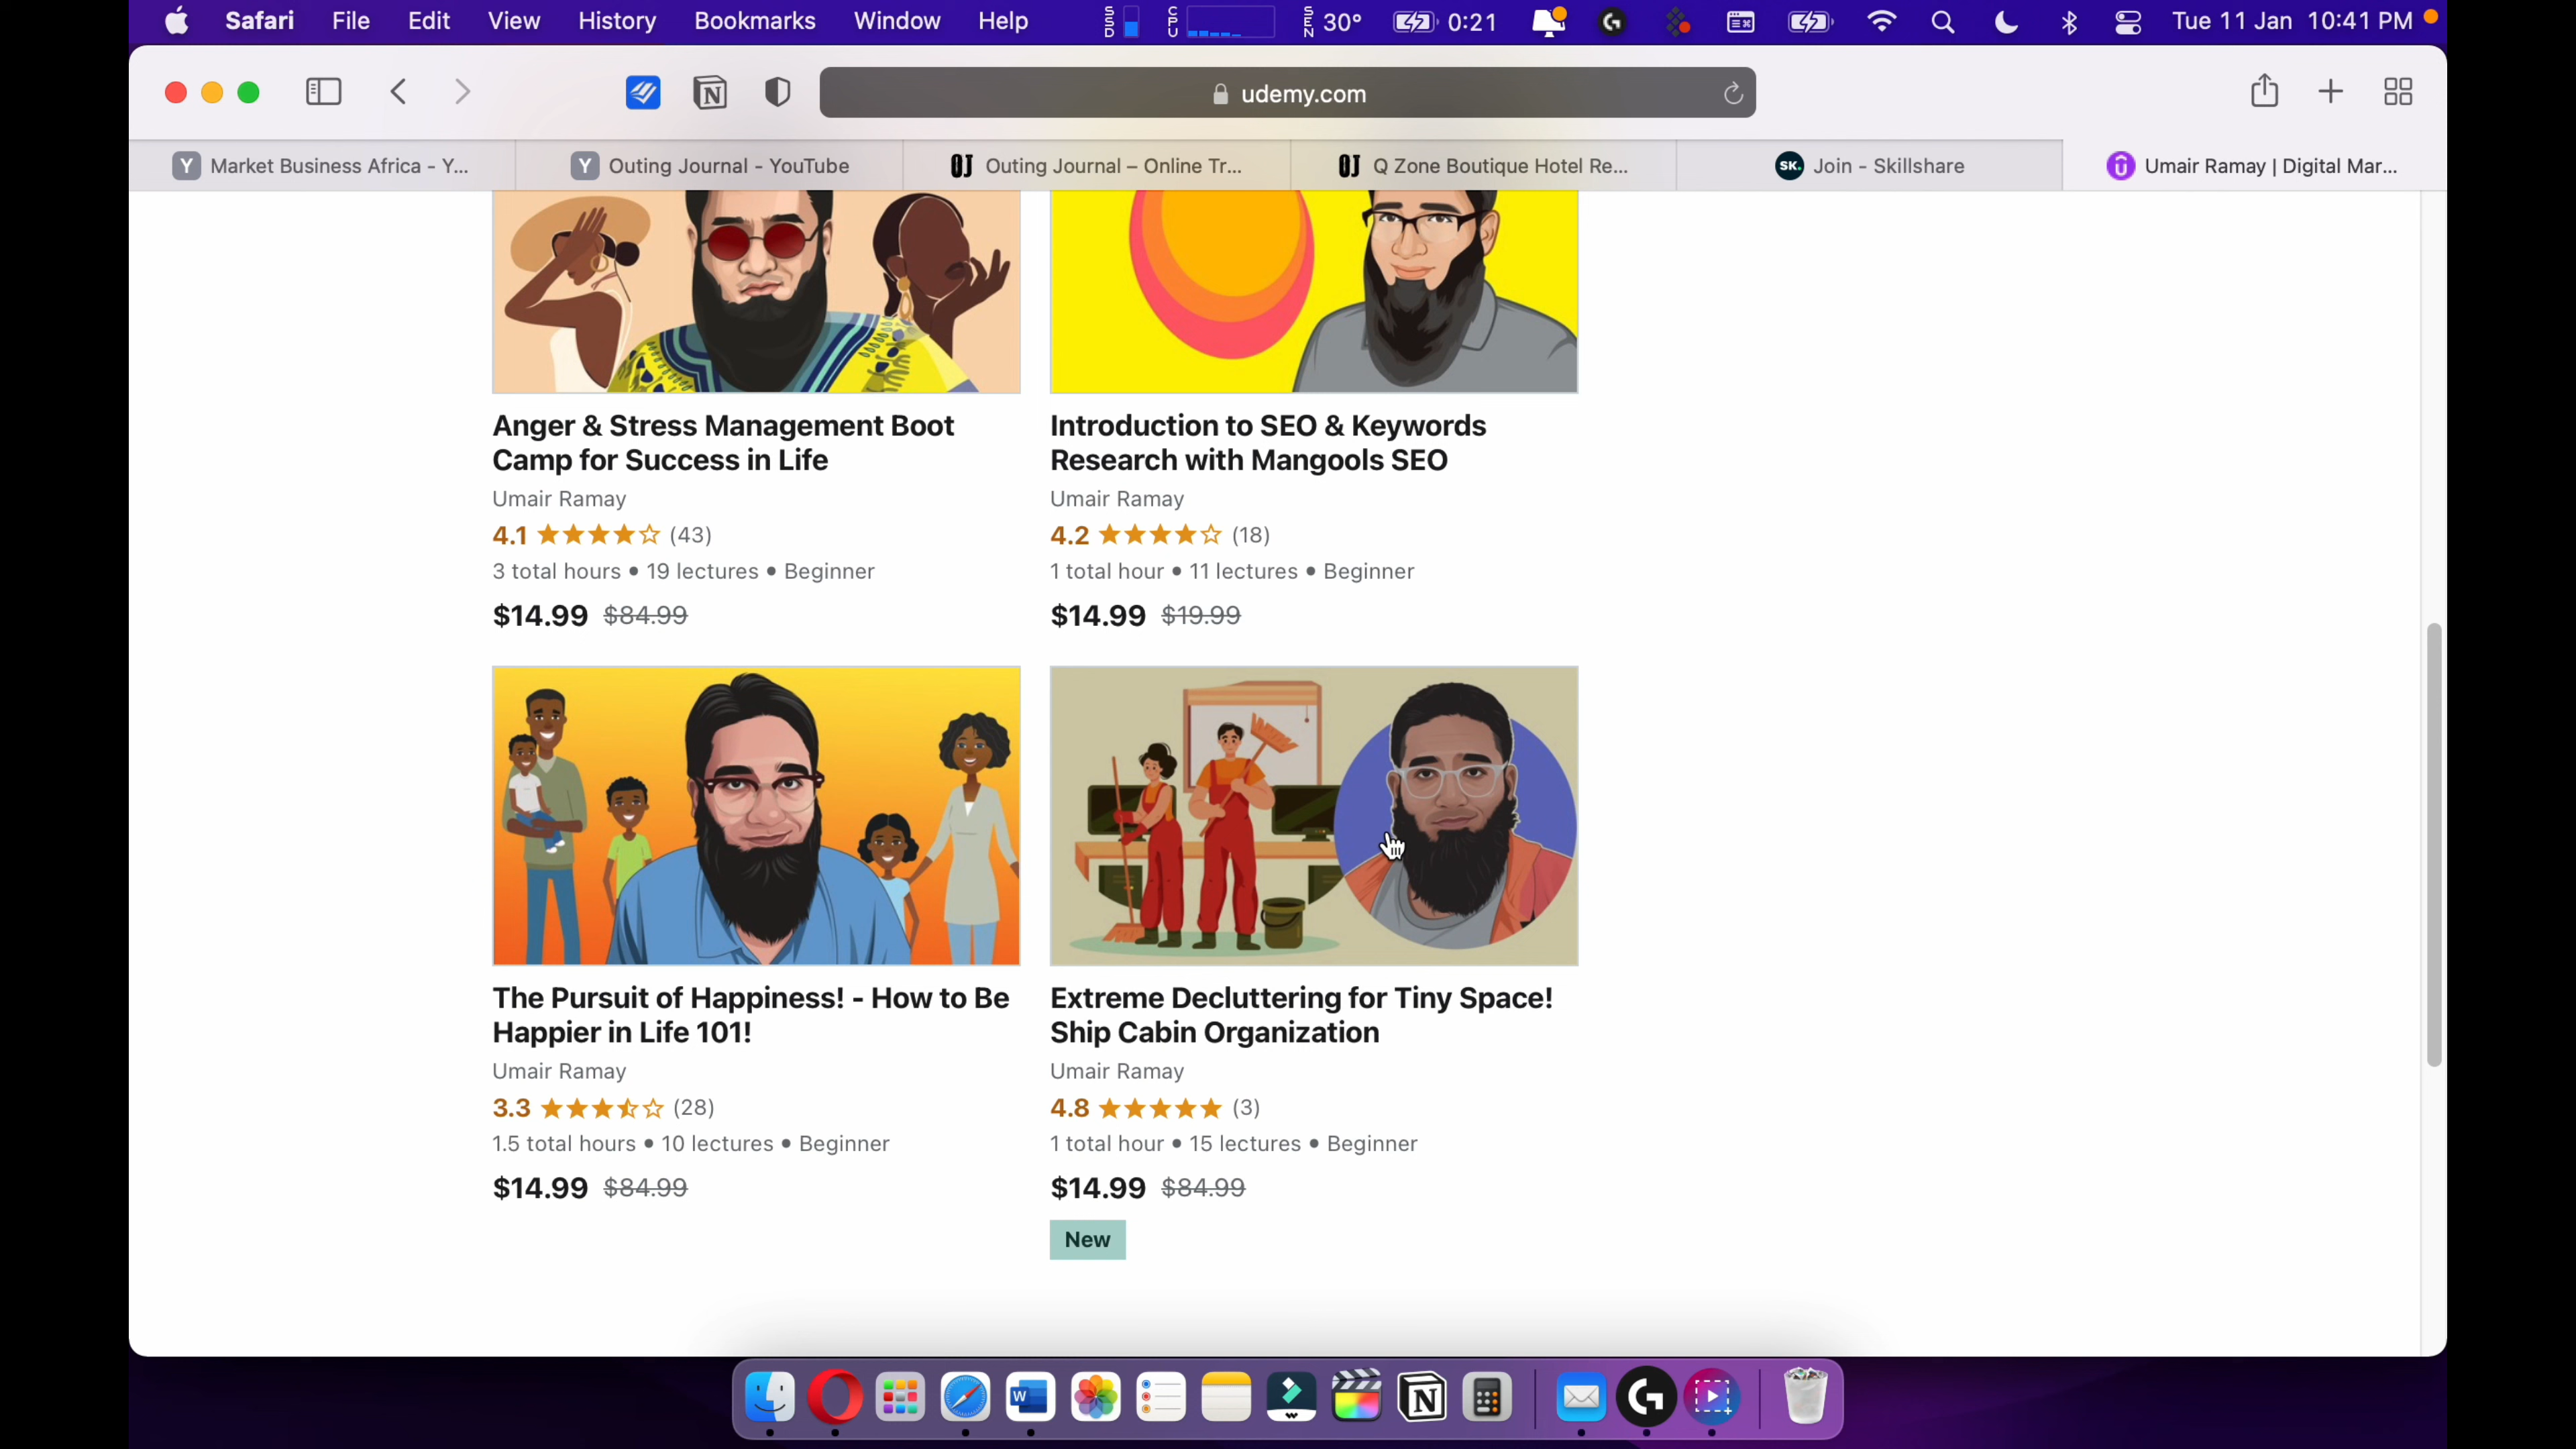 Safari File Edit View History Bookmarks Window Help SSD CPU SEN 30° 0:21 Tue 11 Jan 10:41 PM
udemy.com
Y Market Business Africa - Y... Y Outing Journal - YouTube OJ Outing Journal – Online Tr... OJ Q Zone Boutique Hotel Re... SK. Join - Skillshare Umair Ramay | Digital Mar...
Anger & Stress Management Boot
Camp for Success in Life
Umair Ramay
4.1 (43)
3 total hours • 19 lectures • Beginner
$14.99 $84.99
Introduction to SEO & Keywords
Research with Mangools SEO
Umair Ramay
4.2 (18)
1 total hour • 11 lectures • Beginner
$14.99 $19.99
The Pursuit of Happiness! - How to Be
Happier in Life 101!
Umair Ramay
3.3 (28)
1.5 total hours • 10 lectures • Beginner
$14.99 $84.99
Extreme Decluttering for Tiny Space!
Ship Cabin Organization
Umair Ramay
4.8 (3)
1 total hour • 15 lectures • Beginner
$14.99 $84.99
New